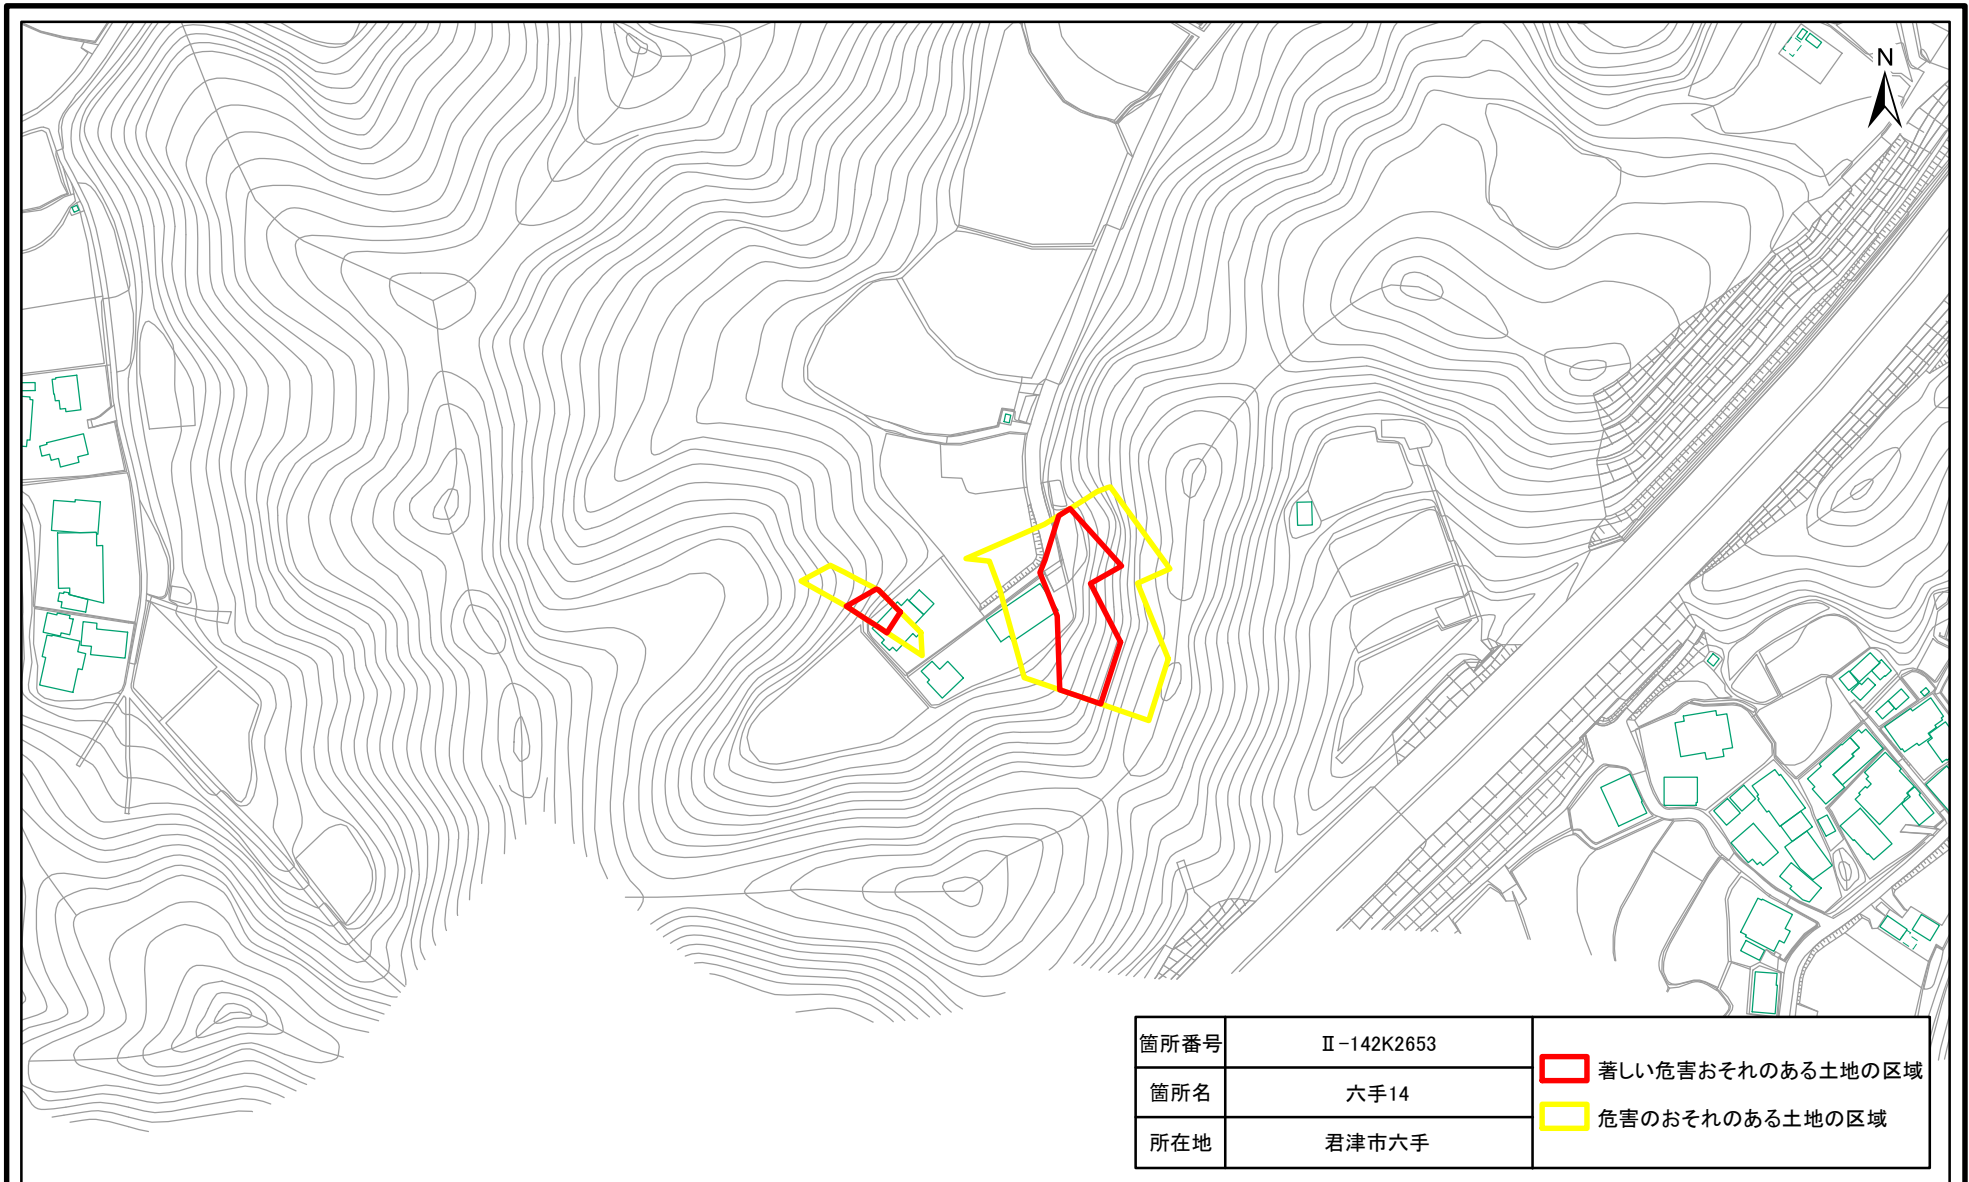 N
箇所番号 Ⅱ-142K2653
箇所名 六手14
所在地 君津市六手
著しい危害おそれのある土地の区域
危害のおそれのある土地の区域